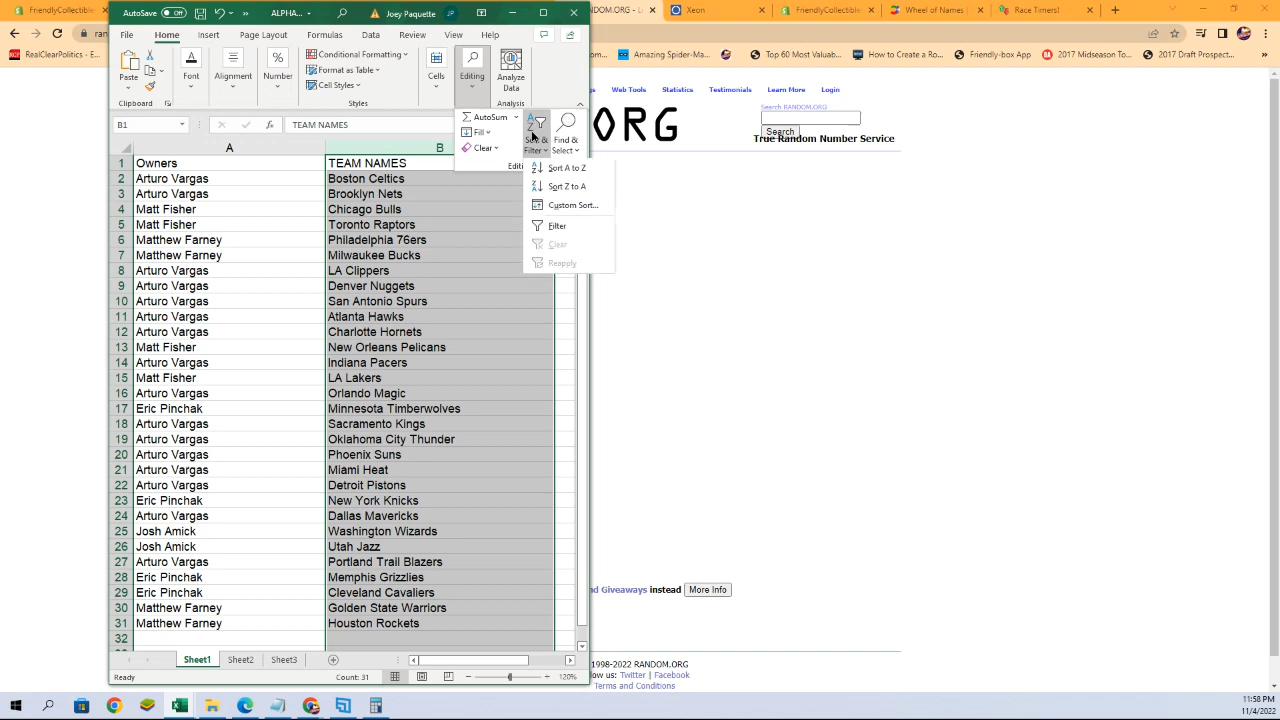 FriendlyCollectible
AutoSave
Off
ALPHA...
Joey Paquette
JP
Xeon
FriendlyCollectible
Wheel of Names
Race Timers!
File
Home
Insert
Page Layout
Formulas
Data
Review
View
Help
RealClearPolitics - E...
Amazing Spider-Ma...
Top 60 Most Valuab...
How to Create a Fri...
Friendly-box App
2017 Midseason To...
2017 Draft Prospect...
Paste
Clipboard
Font
Alignment
Number
Conditional Formatting
Format as Table
Cell Styles
Styles
Cells
Editing
Analyze
Data
Analysis
Web Tools
Statistics
Testimonials
Learn More
Login
AutoSum
Fill
Clear
Sort &
Filter
Find &
Select
ORG
Search RANDOM.ORG
Search
True Random Number Service
B1
TEAM NAMES
Sort A to Z
Sort Z to A
Custom Sort...
Filter
Clear
Reapply
A
B
1 Owners TEAM NAMES
2 Arturo Vargas Boston Celtics
3 Arturo Vargas Brooklyn Nets
4 Matt Fisher Chicago Bulls
5 Matt Fisher Toronto Raptors
6 Matthew Farney Philadelphia 76ers
7 Matthew Farney Milwaukee Bucks
8 Arturo Vargas LA Clippers
9 Arturo Vargas Denver Nuggets
10 Arturo Vargas San Antonio Spurs
11 Arturo Vargas Atlanta Hawks
12 Arturo Vargas Charlotte Hornets
13 Matt Fisher New Orleans Pelicans
14 Arturo Vargas Indiana Pacers
15 Matt Fisher LA Lakers
16 Arturo Vargas Orlando Magic
17 Eric Pinchak Minnesota Timberwolves
18 Arturo Vargas Sacramento Kings
19 Arturo Vargas Oklahoma City Thunder
20 Arturo Vargas Phoenix Suns
21 Arturo Vargas Miami Heat
22 Arturo Vargas Detroit Pistons
23 Eric Pinchak New York Knicks
24 Arturo Vargas Dallas Mavericks
25 Josh Amick Washington Wizards
26 Josh Amick Utah Jazz
27 Arturo Vargas Portland Trail Blazers
28 Eric Pinchak Memphis Grizzlies
29 Eric Pinchak Cleveland Cavaliers
30 Matthew Farney Golden State Warriors
31 Matthew Farney Houston Rockets
32
nd Giveaways instead
More Info
Sheet1
Sheet2
Sheet3
Ready
Count: 31
120%
1998-2022 RANDOM.ORG
low us: Twitter | Facebook
Terms and Conditions
11:58 PM
11/4/2022